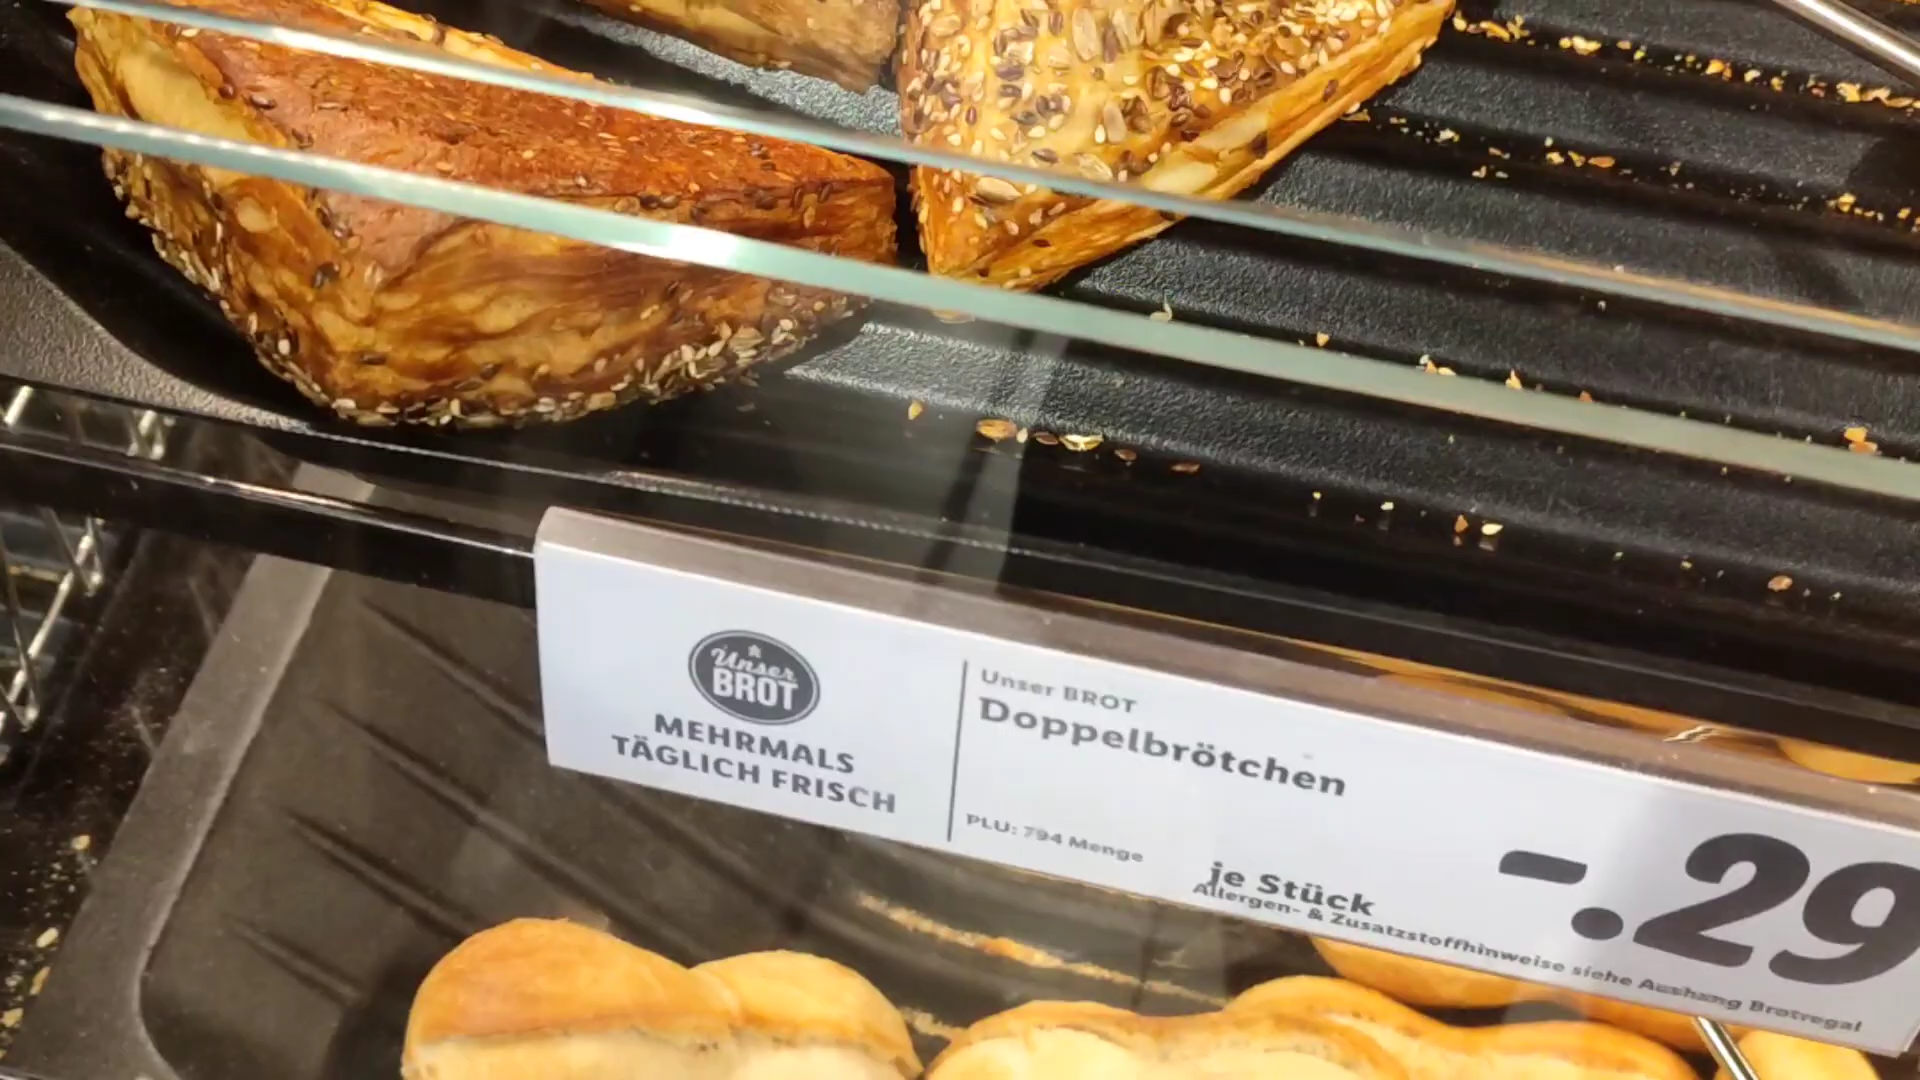 Unser
BROT
MEHRMALS
TÄGLICH FRISCH
Unser BROT
Doppelbrötchen
PLU: 794 Menge
je Stück
-.29
Allergen- & Zusatzstoffhinweise siehe Aushang Brotregal